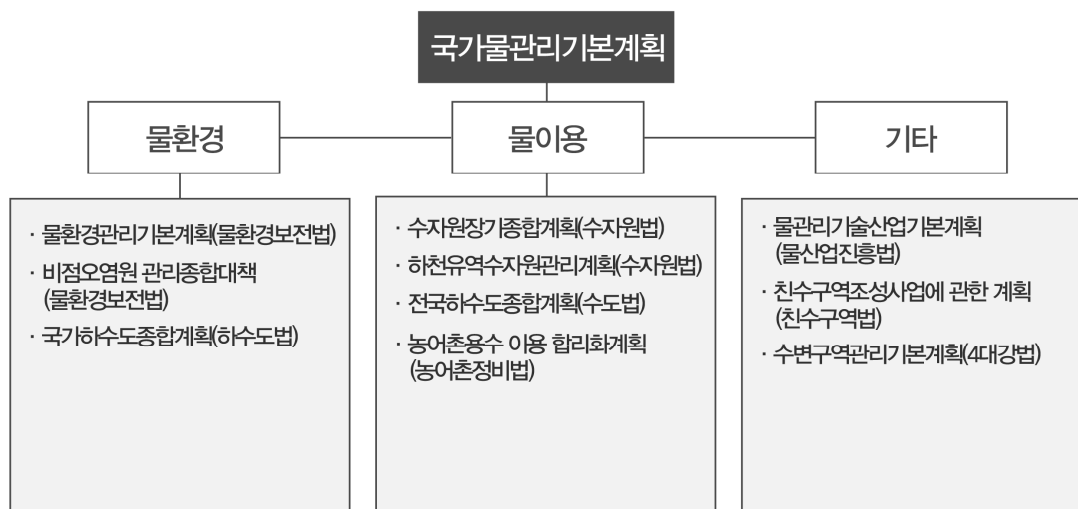 국가물관리기본계획
물환경
물이용
기타
· 물환경관리기본계획(물환경보전법)
· 비점오염원 관리종합대책
(물환경보전법)
· 국가하수도종합계획(하수도법)
· 수자원장기종합계획(수자원법)
· 하천유역수자원관리계획(수자원법)
· 전국하수도종합계획(수도법)
· 농어촌용수 이용 합리화계획
(농어촌정비법)
· 물관리기술산업기본계획
(물산업진흥법)
· 친수구역조성사업에 관한 계획
(친수구역법)
· 수변구역관리기본계획(4대강법)